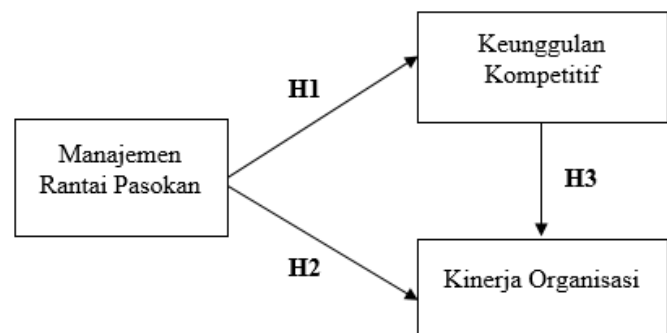 Keunggulan
Kompetitif
H1
Manajemen
Rantai Pasokan
H3
H2
Kinerja Organisasi